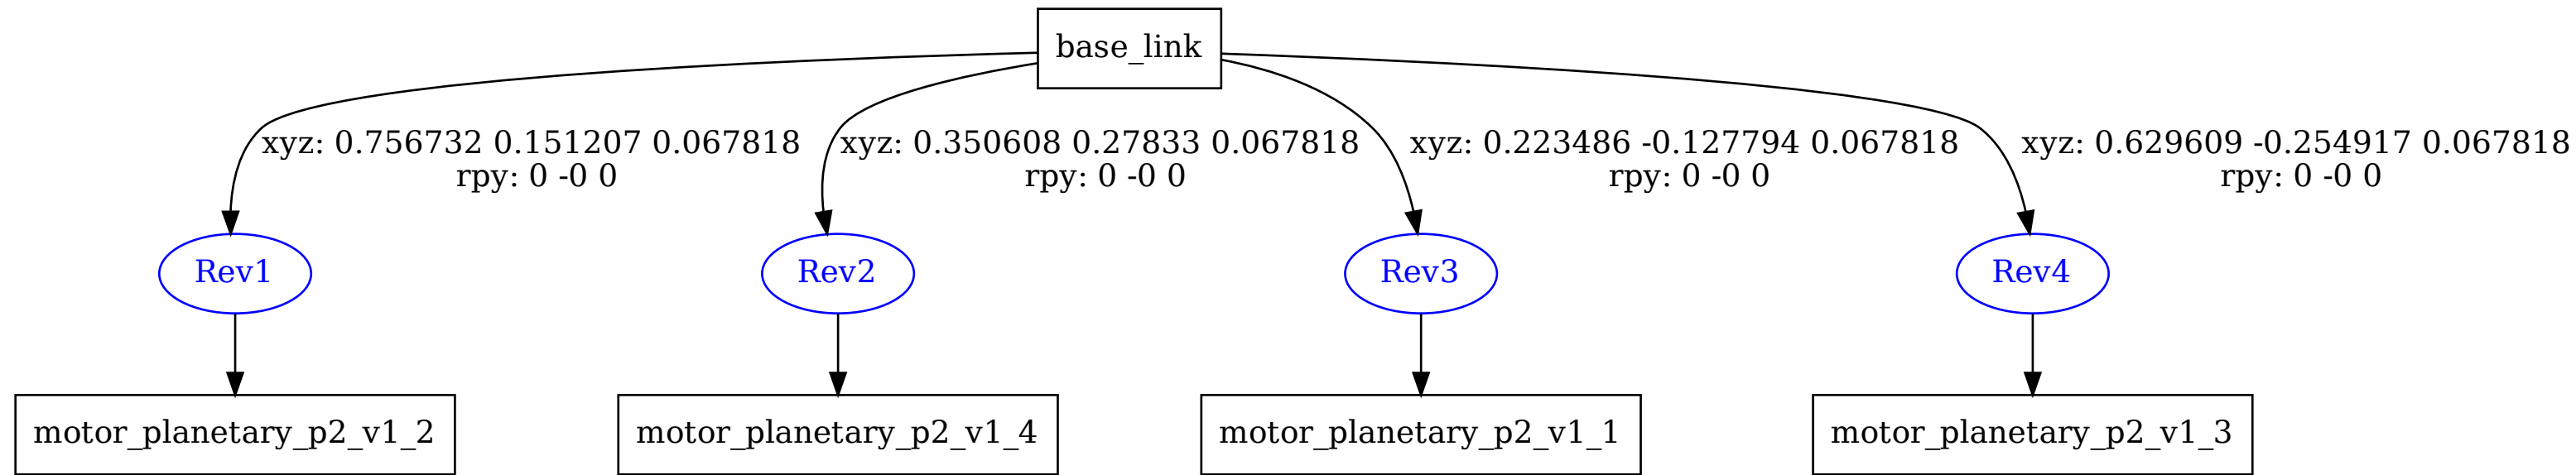 base_link
xyz: 0.756732 0.151207 0.067818
rpy: 0 -0 0
xyz: 0.350608 0.27833 0.067818
rpy: 0 -0 0
xyz: 0.223486 -0.127794 0.067818
rpy: 0 -0 0
xyz: 0.629609 -0.254917 0.067818
rpy: 0 -0 0
Rev1
Rev2
Rev3
Rev4
motor_planetary_p2_v1_2
motor_planetary_p2_v1_4
motor_planetary_p2_v1_1
motor_planetary_p2_v1_3